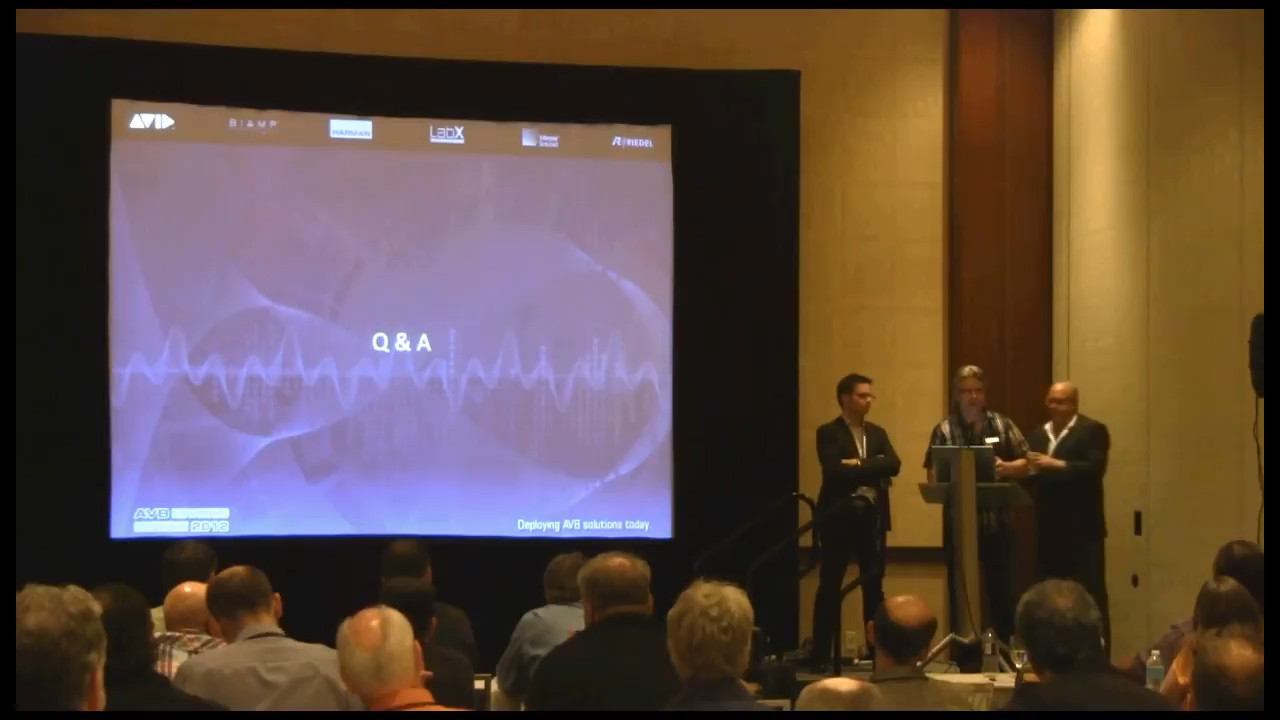 AVID
BIAMP
HARMAN
LabX
RIEDEL
Q & A
AVB
2012
Deploying AVB solutions today